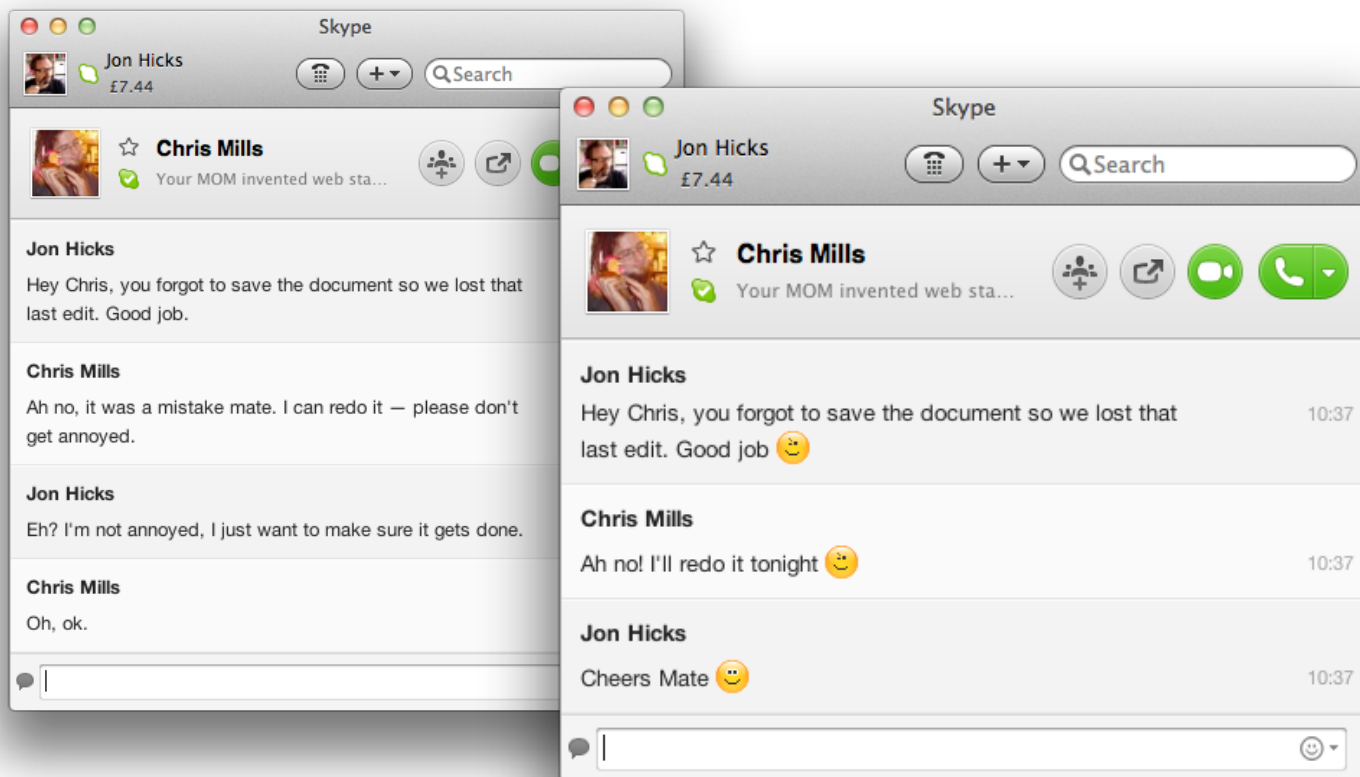 Skype
Jon Hicks
£7.44
Search
Chris Mills
Your MOM invented web sta...
Jon Hicks
Hey Chris, you forgot to save the document so we lost that
last edit. Good job.
Chris Mills
Ah no, it was a mistake mate. I can redo it — please don't
get annoyed.
Jon Hicks
Eh? I'm not annoyed, I just want to make sure it gets done.
Chris Mills
Oh, ok.
Skype
Jon Hicks
£7.44
Search
Chris Mills
Your MOM invented web sta...
Jon Hicks
Hey Chris, you forgot to save the document so we lost that 10:37
last edit. Good job
Chris Mills
Ah no! I'll redo it tonight 10:37
Jon Hicks
Cheers Mate 10:37